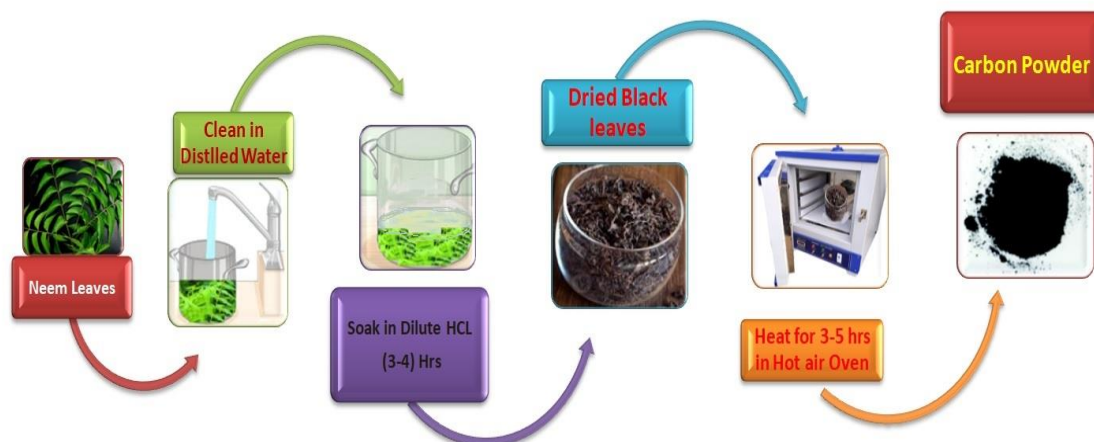 Neem Leaves
Clean in
Distlled Water
Soak in Dilute HCL
(3-4) Hrs
Dried Black
leaves
Heat for 3-5 hrs
in Hot air Oven
Carbon Powder